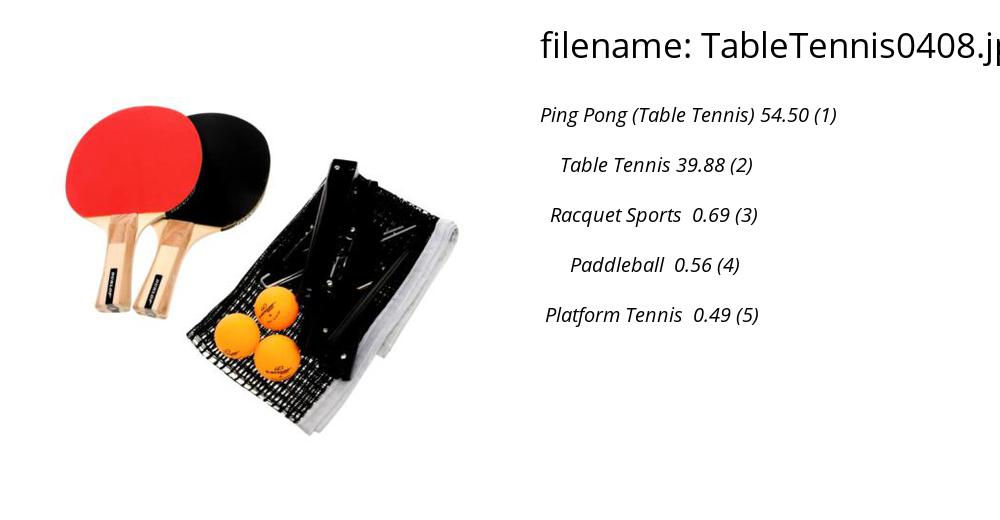 filename: TableTennis0408.jp
Ping Pong (Table Tennis) 54.50 (1)
Table Tennis 39.88 (2)
Racquet Sports 0.69 (3)
Paddleball 0.56 (4)
Platform Tennis 0.49 (5)